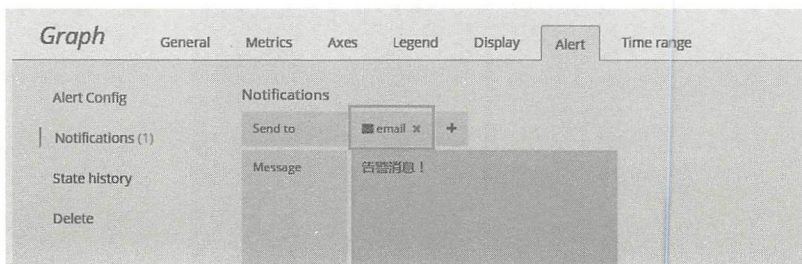 Graph General Metrics Axes Legend Display Alert Time range
Alert Config
Notifications (1)
State history
Delete
Notifications
Send to email × +
Message 告警消息！